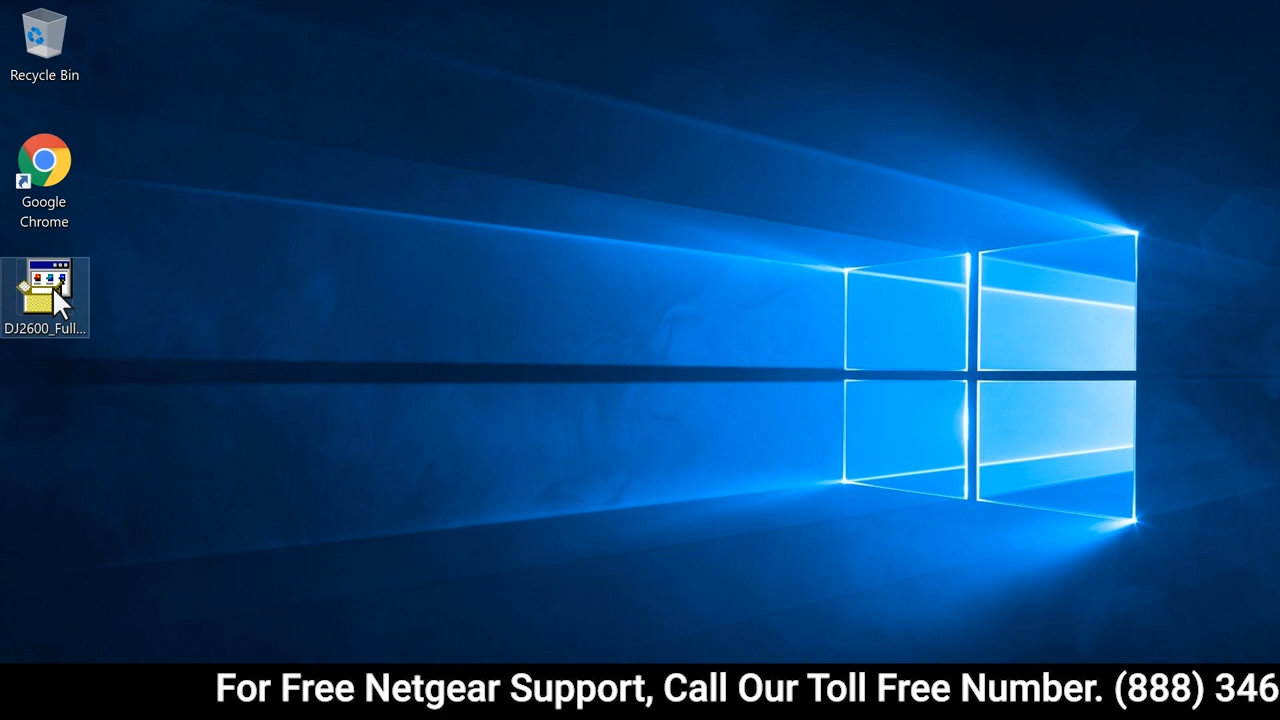 Recycle Bin
Google
Chrome
DJ2600_Full...
For Free Netgear Support, Call Our Toll Free Number. (888) 346